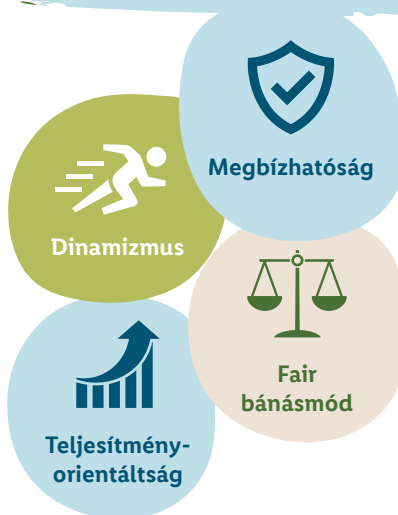 Megbízhatóság
Dinamizmus
Fair
bánásmód
Teljesítmény-
orientáltság